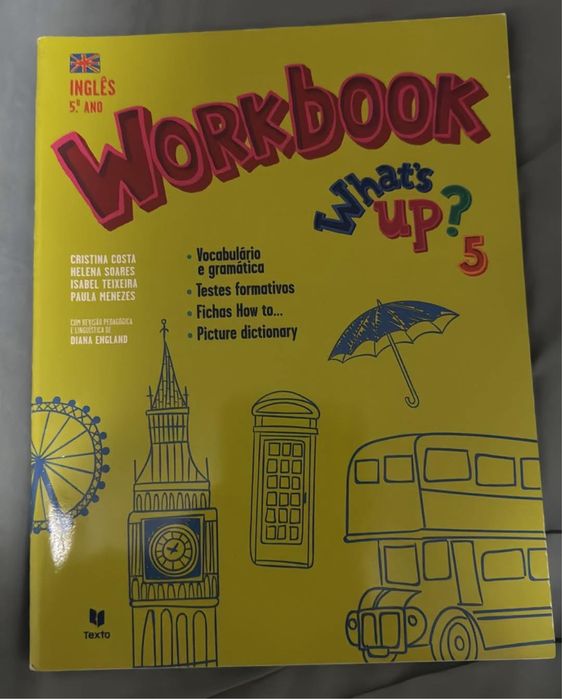 INGLÊS
5.º ANO
WORKBOOK
What's
up?
5
CRISTINA COSTA
HELENA SOARES
ISABEL TEIXEIRA
PAULA MENEZES
COM REVISÃO PEDAGÓGICA
E LINGUÍSTICA DE
DIANA ENGLAND
• Vocabulário
e gramática
• Testes formativos
• Fichas How to...
• Picture dictionary
Texto